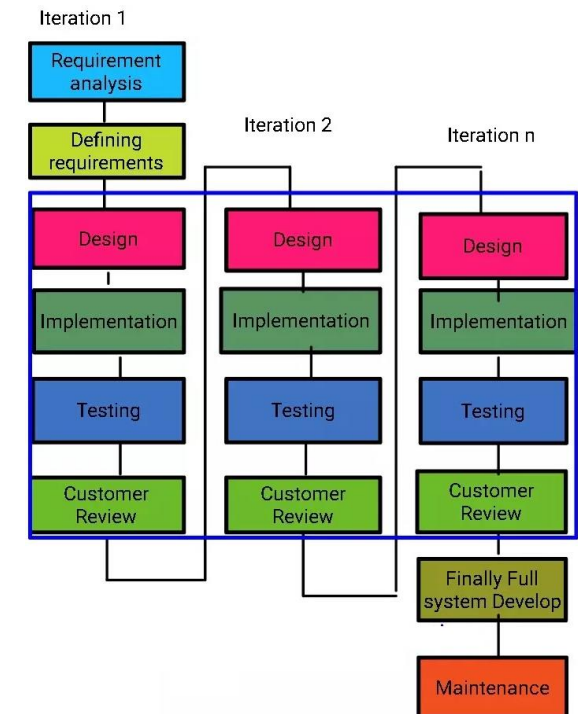 Iteration 1
Requirement
analysis
Defining
requirements
Design
Implementation
Testing
Customer
Review
Iteration 2
Design
Implementation
Testing
Customer
Review
Iteration n
Design
Implementation
Testing
Customer
Review
Finally Full
system Develop
Maintenance